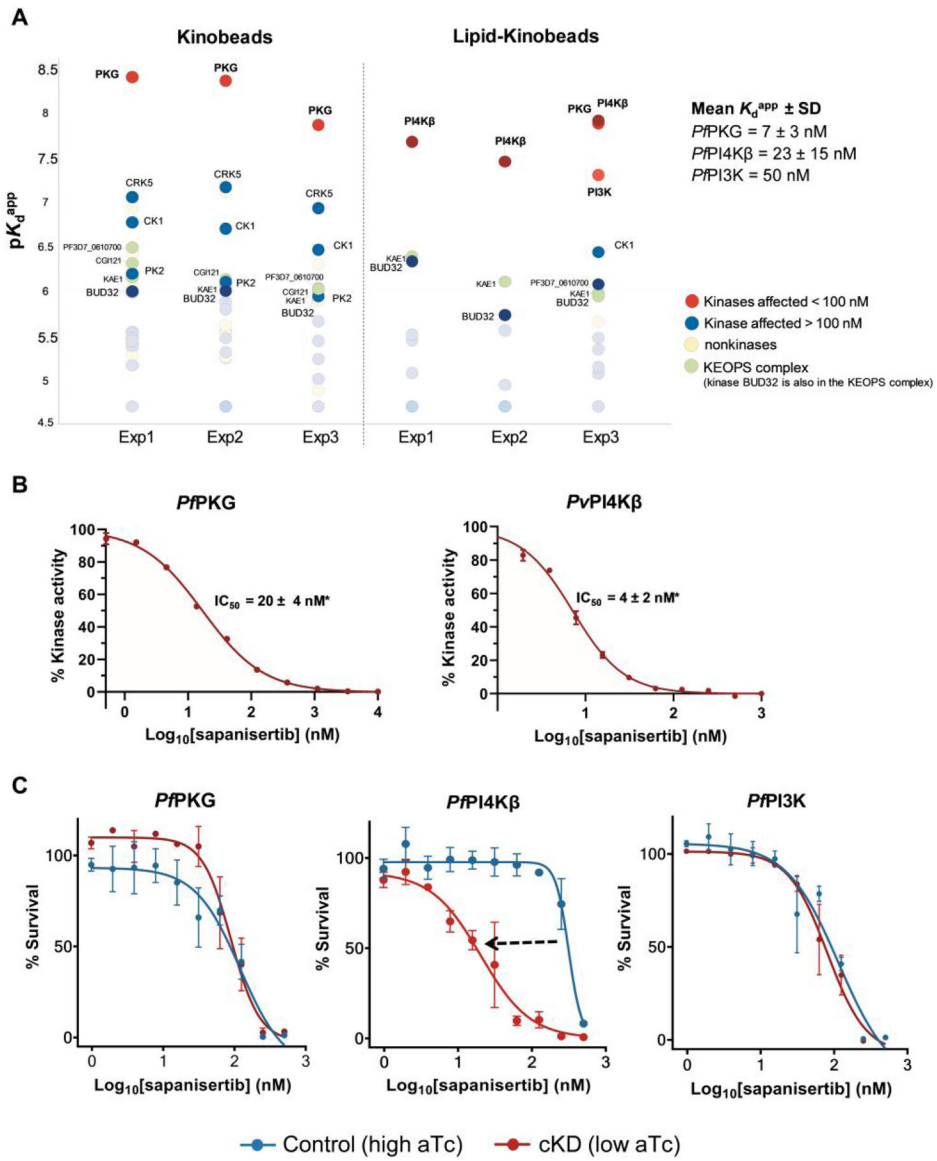 A
Kinobeads
Lipid-Kinobeads
pKd^app
8.5
8
7.5
7
6.5
6
5.5
5
4.5
PKG
CRK5
CK1
PF3D7_0610700
CGI121
PK2
KAE1
BUD32
PKG
CRK5
CK1
CGI121
PK2
KAE1
BUD32
PKG
CRK5
CK1
PF3D7_0610700
CGI121
PK2
KAE1
BUD32
PI4Kβ
KAE1
BUD32
PI4Kβ
KAE1
BUD32
PI4Kβ
PKG
PI3K
CK1
PF3D7_0610700
KAE1
BUD32
Exp1 Exp2 Exp3 Exp1 Exp2 Exp3
Mean Kd^app ± SD
PfPKG = 7 ± 3 nM
PfPI4Kβ = 23 ± 15 nM
PfPI3K = 50 nM
Kinases affected < 100 nM
Kinase affected > 100 nM
nonkinases
KEOPS complex
(kinase BUD32 is also in the KEOPS complex)
B
PfPKG
% Kinase activity
100
80
60
40
20
0
IC50 = 20 ± 4 nM*
0 1 2 3 4
Log10[sapanisertib] (nM)
PvPI4Kβ
% Kinase activity
100
80
60
40
20
0
IC50 = 4 ± 2 nM*
1 2 3
Log10[sapanisertib] (nM)
C
PfPKG
% Survival
100
50
0
0 1 2 3
Log10[sapanisertib] (nM)
PfPI4Kβ
% Survival
100
50
0
0 1 2 3
Log10[sapanisertib] (nM)
PfPI3K
% Survival
100
50
0
0 1 2 3
Log10[sapanisertib] (nM)
Control (high aTc)
cKD (low aTc)